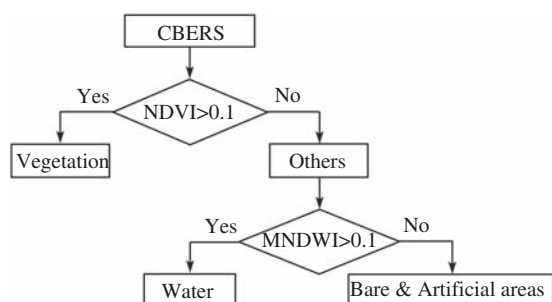 CBERS
Yes
NDVI>0.1
No
Vegetation
Others
Yes
MNDWI>0.1
No
Water
Bare & Artificial areas